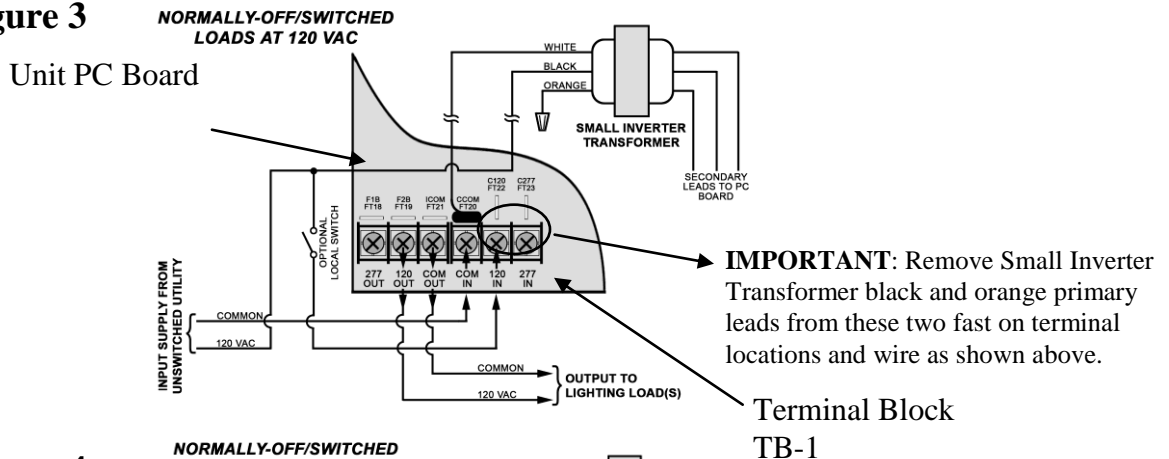 gure 3
NORMALLY-OFF/SWITCHED
LOADS AT 120 VAC
Unit PC Board
WHITE
BLACK
ORANGE
SMALL INVERTER
TRANSFORMER
SECONDARY
LEADS TO PC
BOARD
F1B
FT18
F2B
FT19
ICOM
FT21
CCOM
FT20
C120
FT22
C277
FT23
OPTIONAL
LOCAL SWITCH
277
OUT
120
OUT
COM
OUT
COM
IN
120
IN
277
IN
INPUT SUPPLY FROM
UNSWITCHED UTILITY
COMMON
120 VAC
COMMON
120 VAC
OUTPUT TO
LIGHTING LOAD(S)
IMPORTANT: Remove Small Inverter
Transformer black and orange primary
leads from these two fast on terminal
locations and wire as shown above.
Terminal Block
TB-1
NORMALLY-OFF/SWITCHED